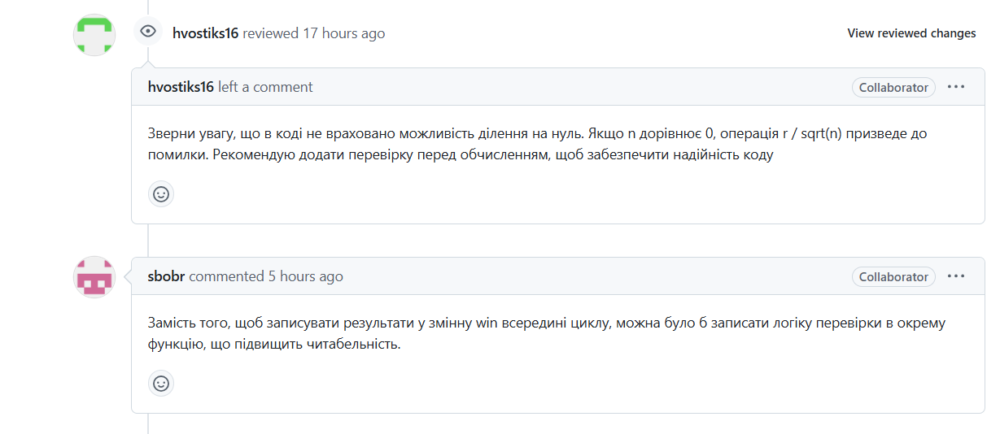 hvostiks16 reviewed 17 hours ago
View reviewed changes
hvostiks16 left a comment
Collaborator
Зверни увагу, що в коді не враховано можливість ділення на нуль. Якщо n дорівнює 0, операція r / sqrt(n) призведе до
помилки. Рекомендую додати перевірку перед обчисленням, щоб забезпечити надійність коду
sbobr commented 5 hours ago
Collaborator
Замість того, щоб записувати результати у змінну win всередині циклу, можна було б записати логіку перевірки в окрему
функцію, що підвищить читабельність.